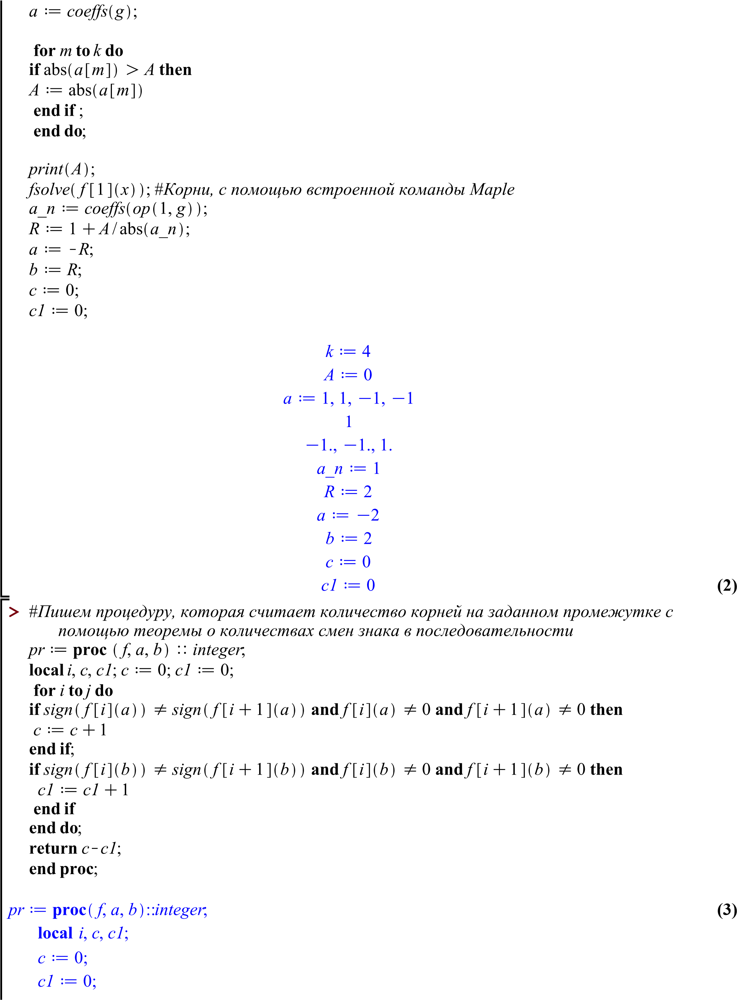 a := coeffs(g);
for m to k do
if abs(a[m]) > A then
A := abs(a[m])
end if ;
end do;
print(A);
fsolve(f[1](x)); #Корни, с помощью встроенной команды Maple
a_n := coeffs(op(1, g));
R := 1 + A/abs(a_n);
a := -R;
b := R;
c := 0;
c1 := 0;
k := 4
A := 0
a := 1, 1, −1, −1
1
−1., −1., 1.
a_n := 1
R := 2
a := −2
b := 2
c := 0
c1 := 0
(2)
> #Пишем процедуру, которая считает количество корней на заданном промежутке с
помощью теоремы о количествах смен знака в последовательности
pr := proc (f, a, b) :: integer;
local i, c, c1; c := 0; c1 := 0;
for i to j do
if sign(f[i](a)) ≠ sign(f[i + 1](a)) and f[i](a) ≠ 0 and f[i + 1](a) ≠ 0 then
c := c + 1
end if;
if sign(f[i](b)) ≠ sign(f[i + 1](b)) and f[i](b) ≠ 0 and f[i + 1](b) ≠ 0 then
c1 := c1 + 1
end if
end do;
return c-c1;
end proc;
pr := proc(f, a, b)::integer; (3)
local i, c, c1;
c := 0;
c1 := 0;